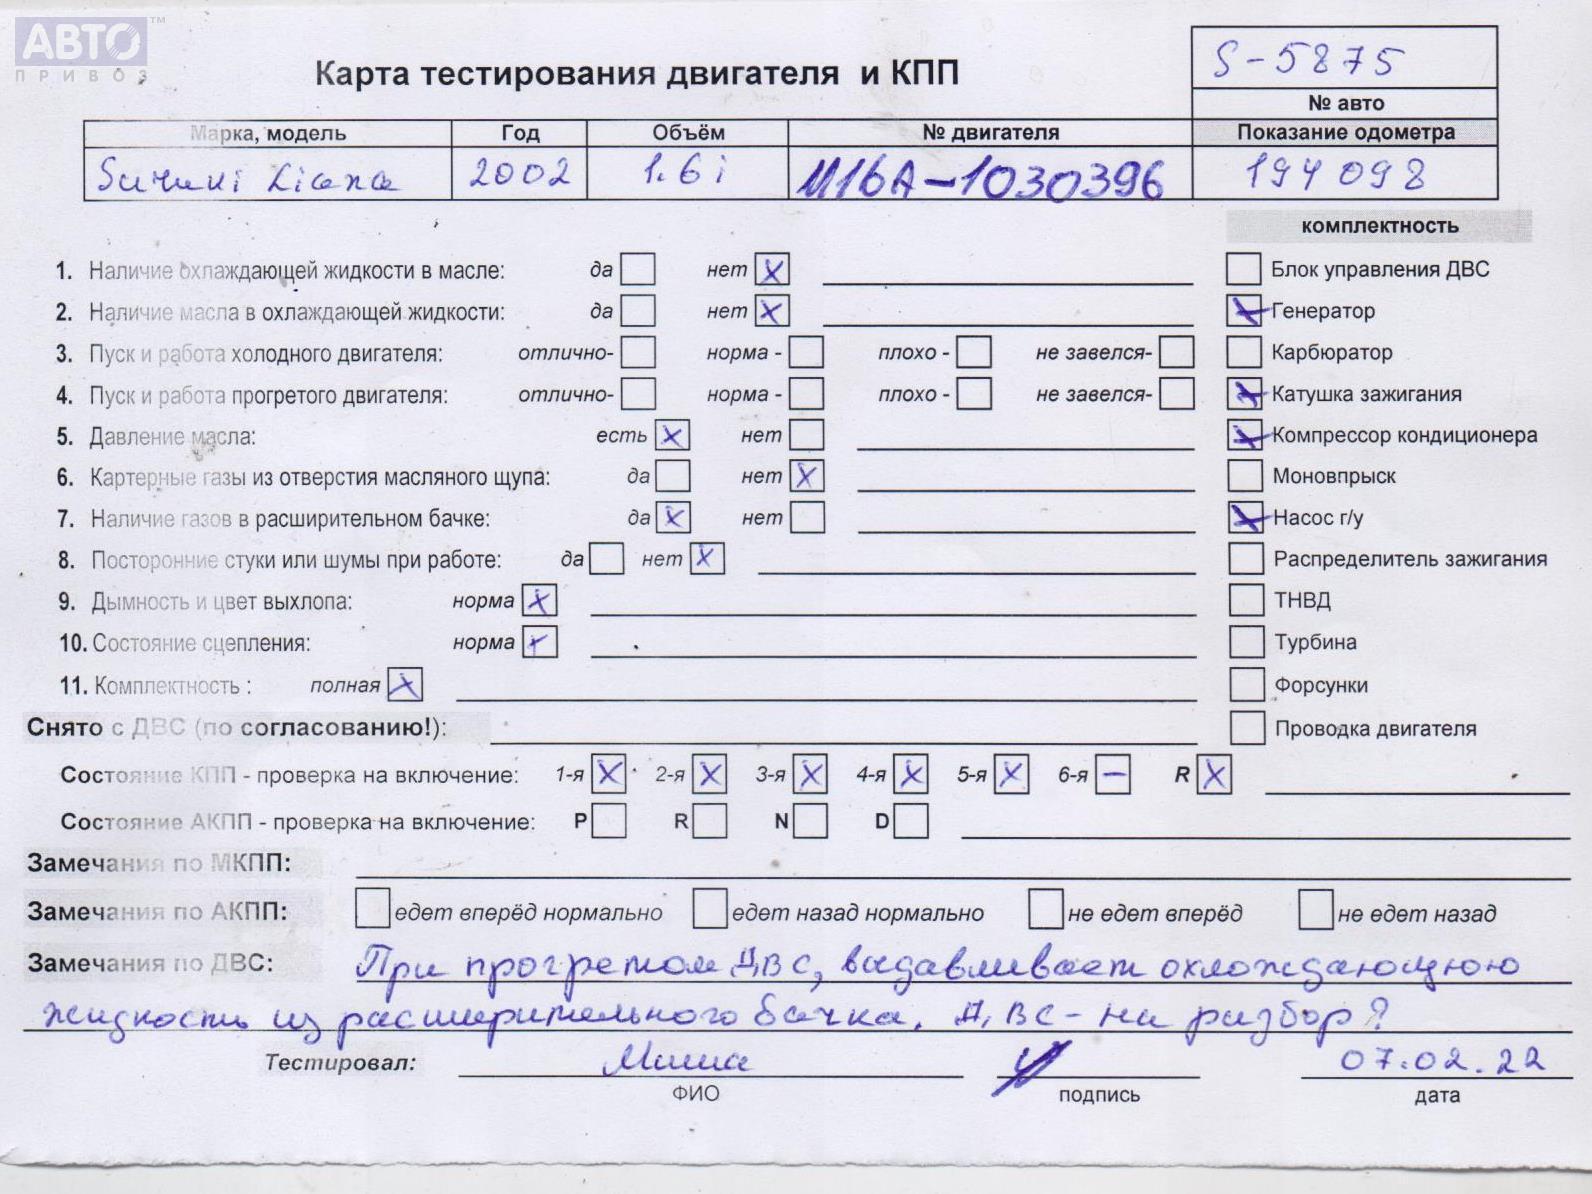 АВТО ™
ПРИВОЗ
S-5875
Карта тестирования двигателя и КПП
№ авто
Марка, модель Год Объём № двигателя Показание одометра
Suzuki Liana 2002 1.6i M16A-1030396 194098
комплектность
1. Наличие охлаждающей жидкости в масле: да нет X Блок управления ДВС
2. Наличие масла в охлаждающей жидкости: да нет X X Генератор
3. Пуск и работа холодного двигателя: отлично- норма - плохо - не завелся- Карбюратор
4. Пуск и работа прогретого двигателя: отлично- норма - плохо - не завелся- X Катушка зажигания
5. Давление масла: есть X нет X Компрессор кондиционера
6. Картерные газы из отверстия масляного щупа: да нет X Моновпрыск
7. Наличие газов в расширительном бачке: да X нет X Насос г/у
8. Посторонние стуки или шумы при работе: да нет X Распределитель зажигания
9. Дымность и цвет выхлопа: норма X ТНВД
10. Состояние сцепления: норма X Турбина
11. Комплектность : полная X Форсунки
Снято с ДВС (по согласованию!): Проводка двигателя
Состояние КПП - проверка на включение: 1-я X 2-я X 3-я X 4-я X 5-я X 6-я – R X
Состояние АКПП - проверка на включение: P R N D
Замечания по МКПП:
Замечания по АКПП: едет вперёд нормально едет назад нормально не едет вперёд не едет назад
Замечания по ДВС: При прогретом ДВС, выдавливает охлождающюю
жидкость из расширительного бачка. ДВС - на разбор?
Тестировал: Миша 07.02.22
ФИО подпись дата